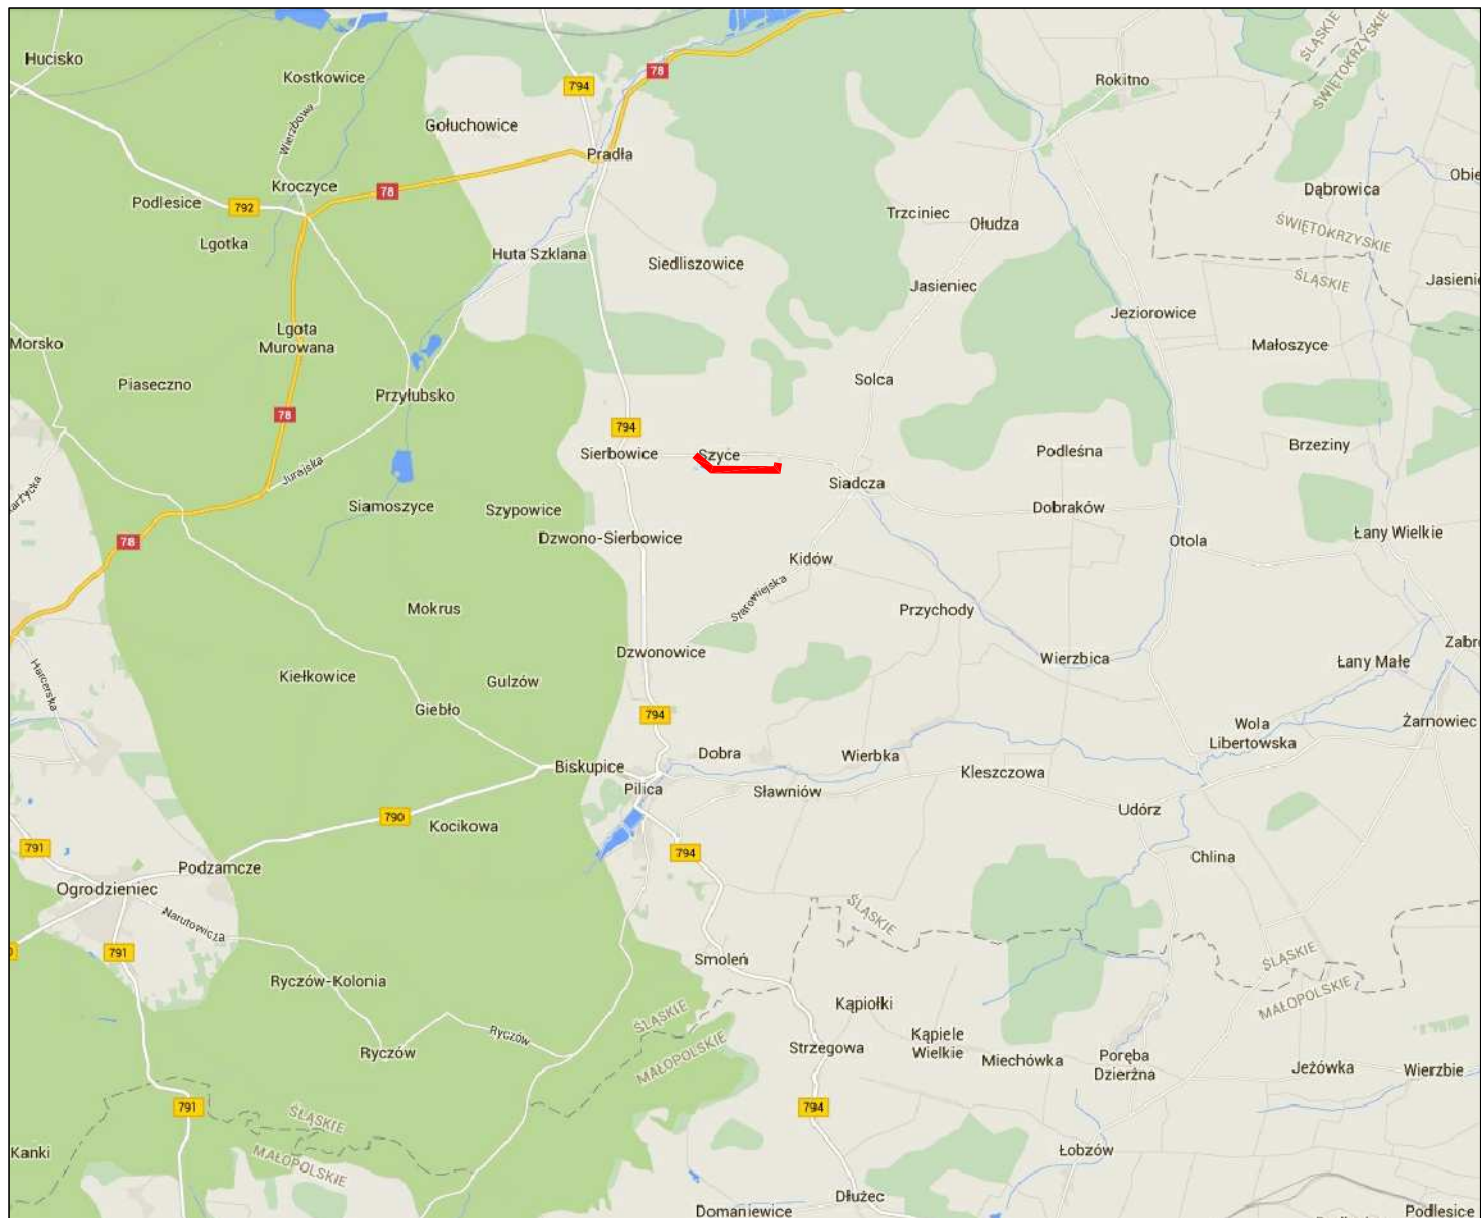 Hucisko
Kostkowice
78
794
Rokitno
ŚLĄSKIE
ŚWIĘTOKRZYSKIE
Wierzbowa
Gołuchowice
Pradła
Kroczyce
78
Podlesice
792
Dąbrowica
Obie
Trzciniec
Ołudza
Lgotka
ŚWIĘTOKRZYSKIE
Huta Szklana
Siedliszowice
ŚLĄSKIE
Jasienie
Jasieniec
Jeziorowice
Lgota
Murowana
Morsko
Małoszyce
Piaseczno
Solca
Przyłubsko
78
794
Brzeziny
Sierbowice
Szyce
Podleśna
Jurajska
Siadcza
Siamoszyce
Szypowice
Dobraków
78
Dzwono-Sierbowice
Otola
Łany Wielkie
Kidów
Starowiejska
Mokrus
Przychody
Dzwonowice
Wierzbica
Łany Małe
Zabr
Harcerska
Kiełkowice
Gulzów
Giebło
794
Wola
Libertowska
Żarnowiec
Dobra
Wierbka
Biskupice
Kleszczowa
Pilica
Sławniów
Udórz
790
Kocikowa
791
794
Chlina
Podzamcze
Ogrodzieniec
Narutowicza
ŚLĄSKIE
791
Smoleń
ŚLĄSKIE
Ryczów-Kolonia
MAŁOPOLSKIE
Kąpiołki
ŚLĄSKIE
Ryczów
Kąpiele
Wielkie
Strzegowa
Ryczów
MAŁOPOLSKIE
Miechówka
Poręba
Dzierżna
Jeżówka
Wierzbie
791
794
ŚLĄSKIE
Kanki
MAŁOPOLSKIE
Łobzów
Dłużec
Domaniewice
Podlesice